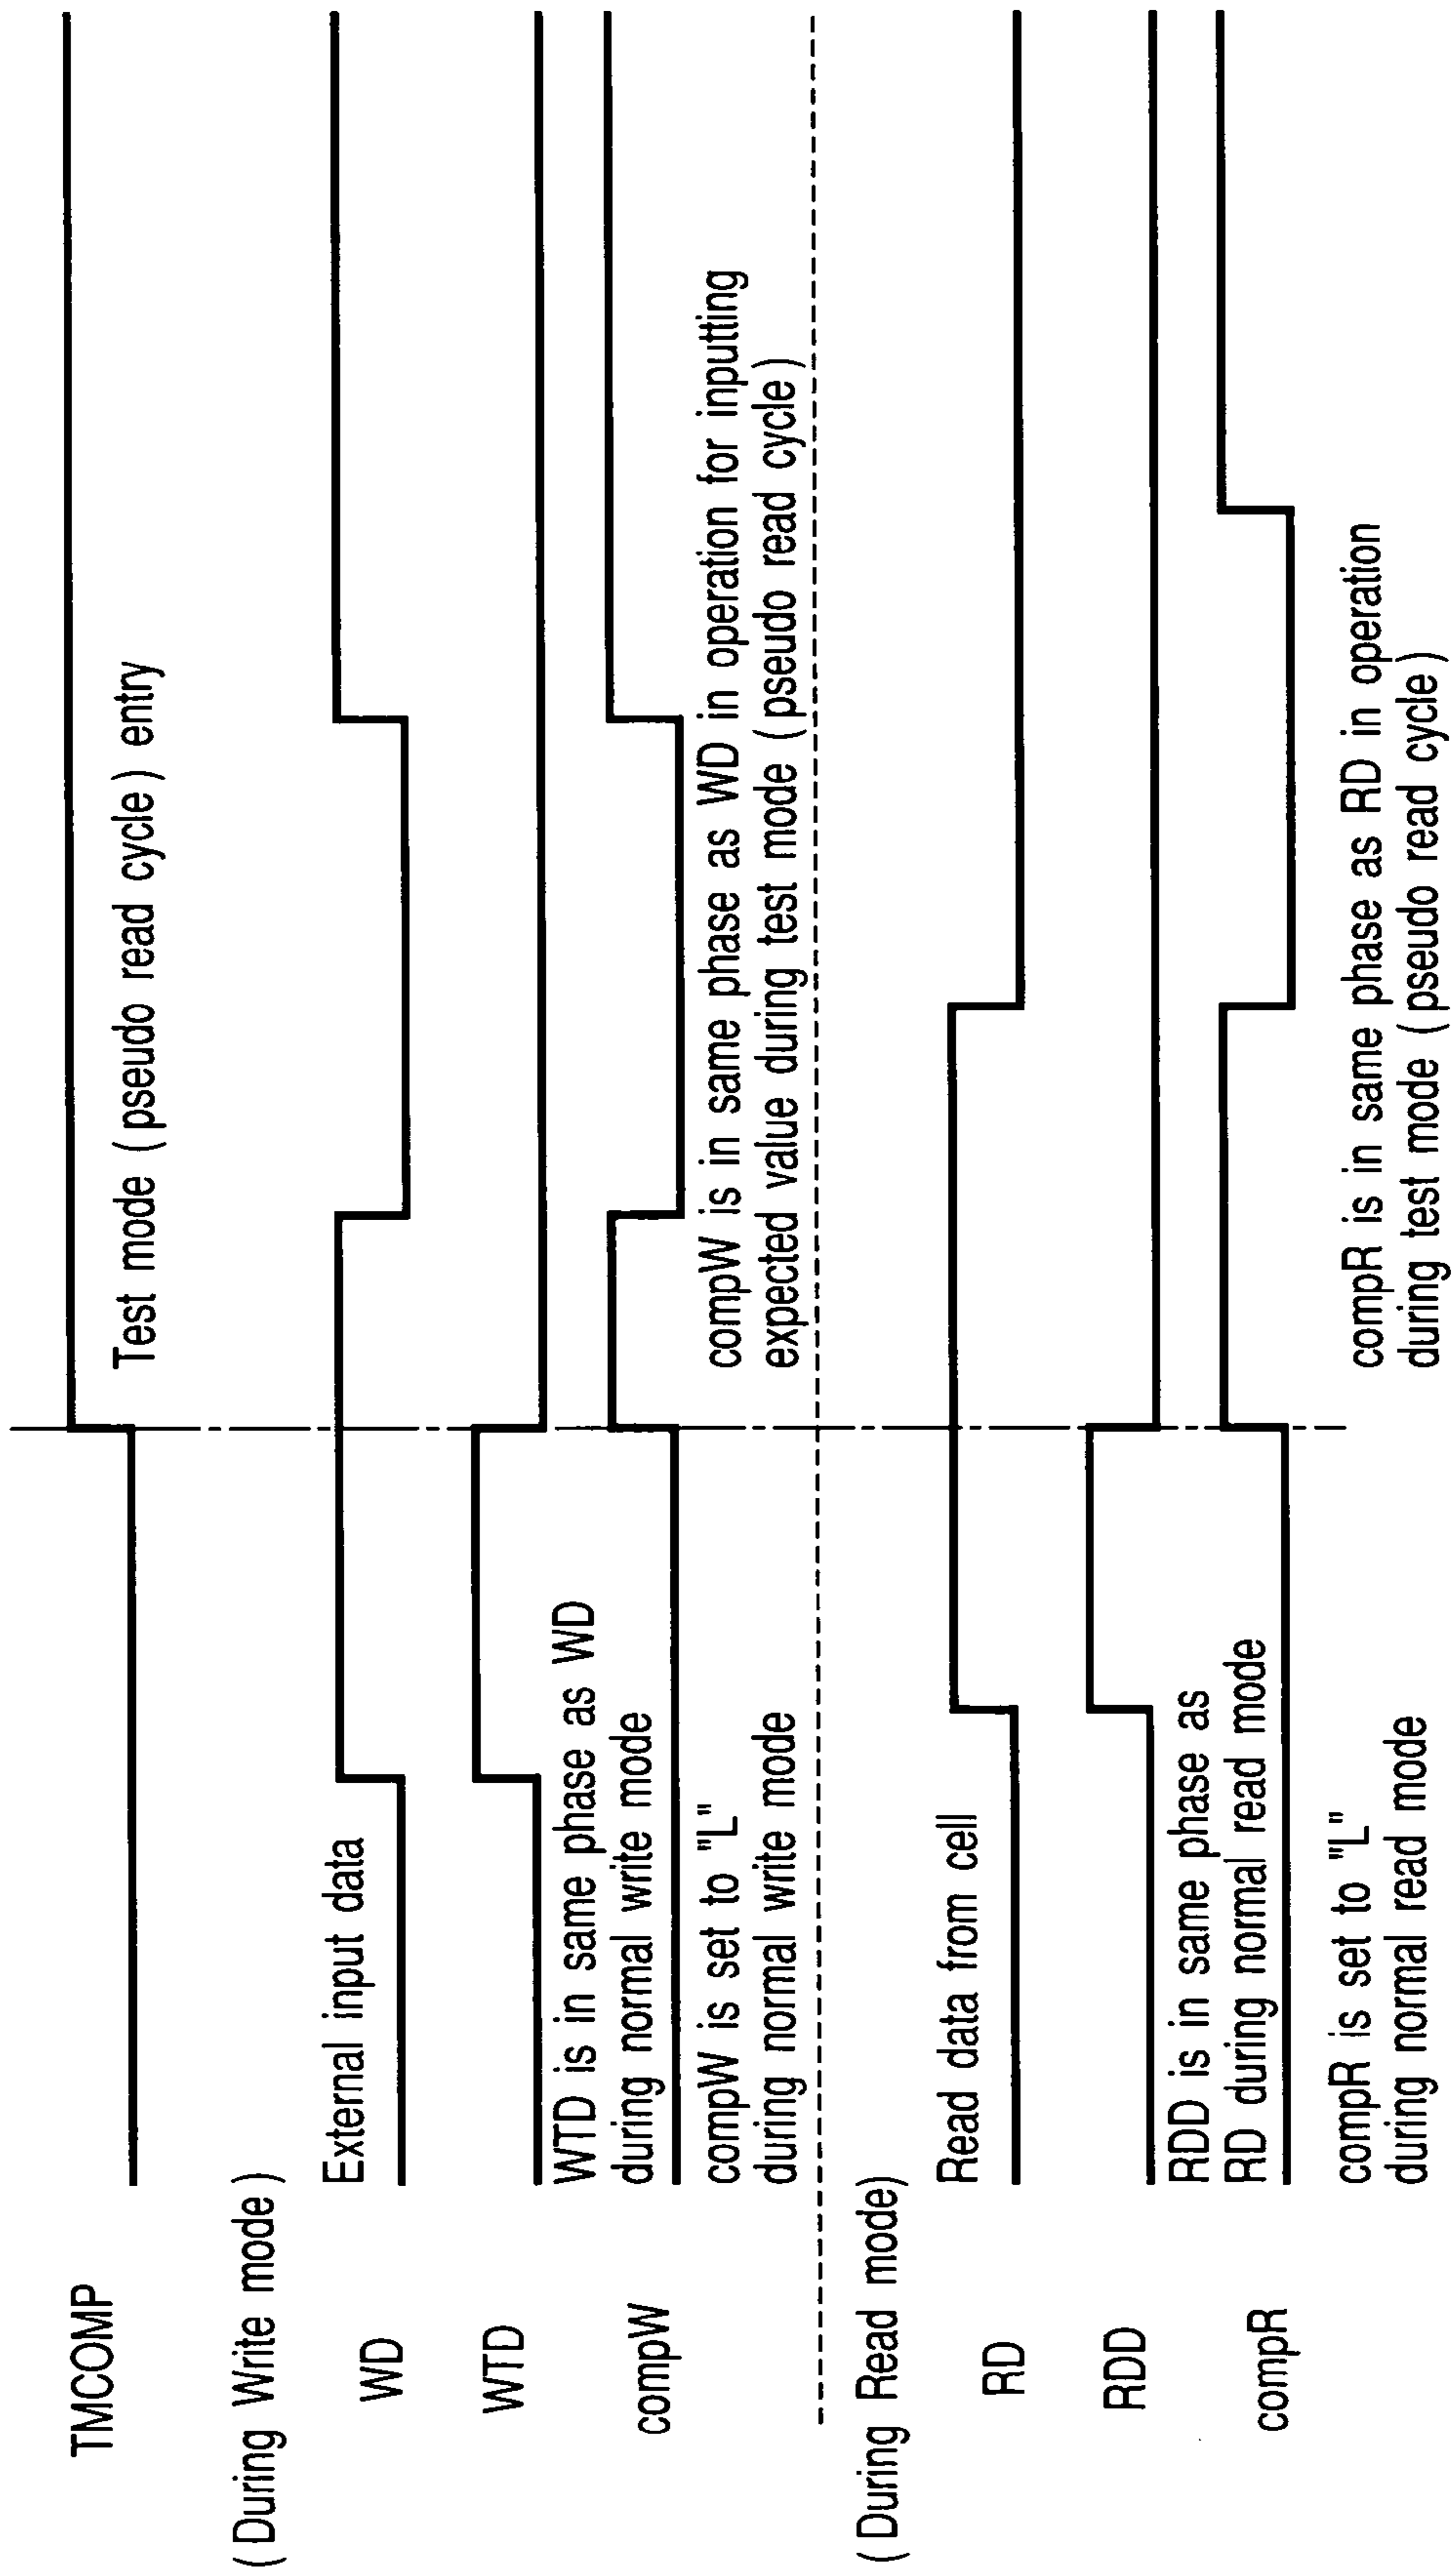 TMCOMP
Test mode (pseudo read cycle) entry
(During Write mode)
External input data
WD
WTD
WTD is in same phase as WD
during normal write mode
compW
compW is set to "L"
during normal write mode
compW is in same phase as WD in operation for inputting
expected value during test mode (pseudo read cycle)
(During Read mode)
Read data from cell
RD
RDD
RDD is in same phase as
RD during normal read mode
compR
compR is set to "L"
during normal read mode
compR is in same phase as RD in operation
during test mode (pseudo read cycle)